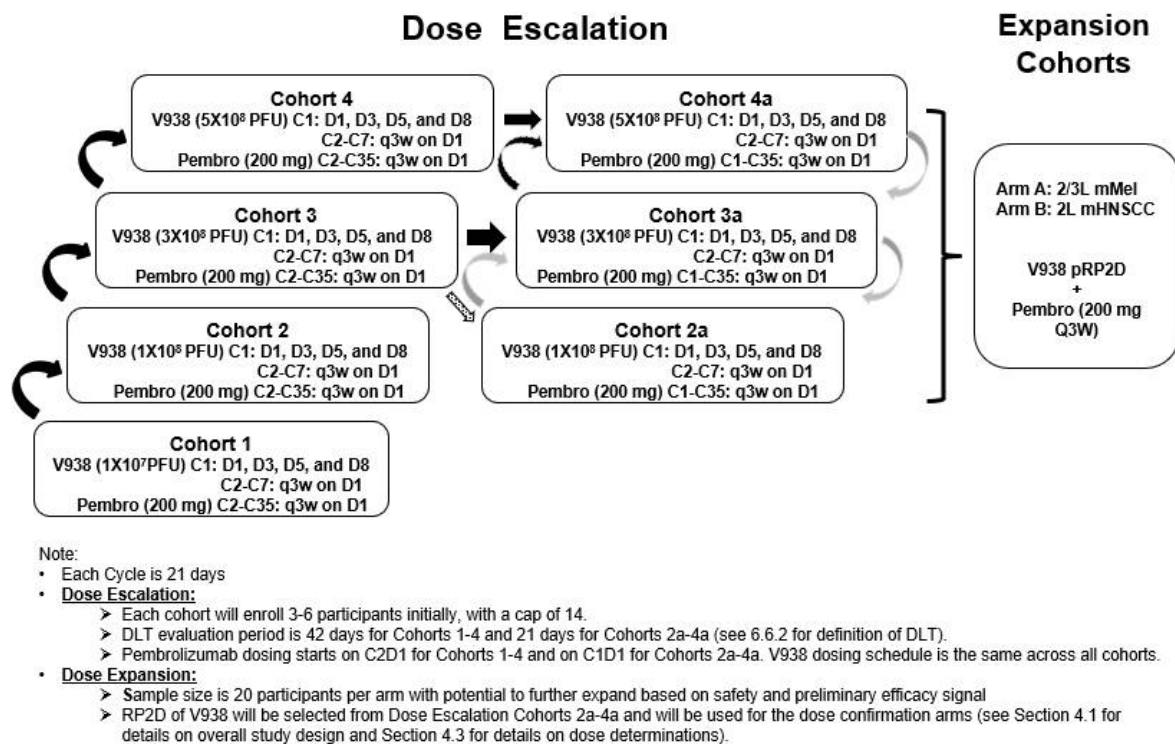 Dose Escalation
Expansion
Cohorts
Cohort 4
V938 (5X10⁸ PFU) C1: D1, D3, D5, and D8
C2-C7: q3w on D1
Pembro (200 mg) C2-C35: q3w on D1
Cohort 4a
V938 (5X10⁸ PFU) C1: D1, D3, D5, and D8
C2-C7: q3w on D1
Pembro (200 mg) C1-C35: q3w on D1
Cohort 3
V938 (3X10⁸ PFU) C1: D1, D3, D5, and D8
C2-C7: q3w on D1
Pembro (200 mg) C2-C35: q3w on D1
Cohort 3a
V938 (3X10⁸ PFU) C1: D1, D3, D5, and D8
C2-C7: q3w on D1
Pembro (200 mg) C1-C35: q3w on D1
Cohort 2
V938 (1X10⁸ PFU) C1: D1, D3, D5, and D8
C2-C7: q3w on D1
Pembro (200 mg) C2-C35: q3w on D1
Cohort 2a
V938 (1X10⁸ PFU) C1: D1, D3, D5, and D8
C2-C7: q3w on D1
Pembro (200 mg) C1-C35: q3w on D1
Cohort 1
V938 (1X10⁷PFU) C1: D1, D3, D5, and D8
C2-C7: q3w on D1
Pembro (200 mg) C2-C35: q3w on D1
Arm A: 2/3L mMel
Arm B: 2L mHNSCC
V938 pRP2D
+
Pembro (200 mg
Q3W)
Note:
• Each Cycle is 21 days
• Dose Escalation:
➢ Each cohort will enroll 3-6 participants initially, with a cap of 14.
➢ DLT evaluation period is 42 days for Cohorts 1-4 and 21 days for Cohorts 2a-4a (see 6.6.2 for definition of DLT).
➢ Pembrolizumab dosing starts on C2D1 for Cohorts 1-4 and on C1D1 for Cohorts 2a-4a. V938 dosing schedule is the same across all cohorts.
• Dose Expansion:
➢ Sample size is 20 participants per arm with potential to further expand based on safety and preliminary efficacy signal
➢ RP2D of V938 will be selected from Dose Escalation Cohorts 2a-4a and will be used for the dose confirmation arms (see Section 4.1 for
details on overall study design and Section 4.3 for details on dose determinations).